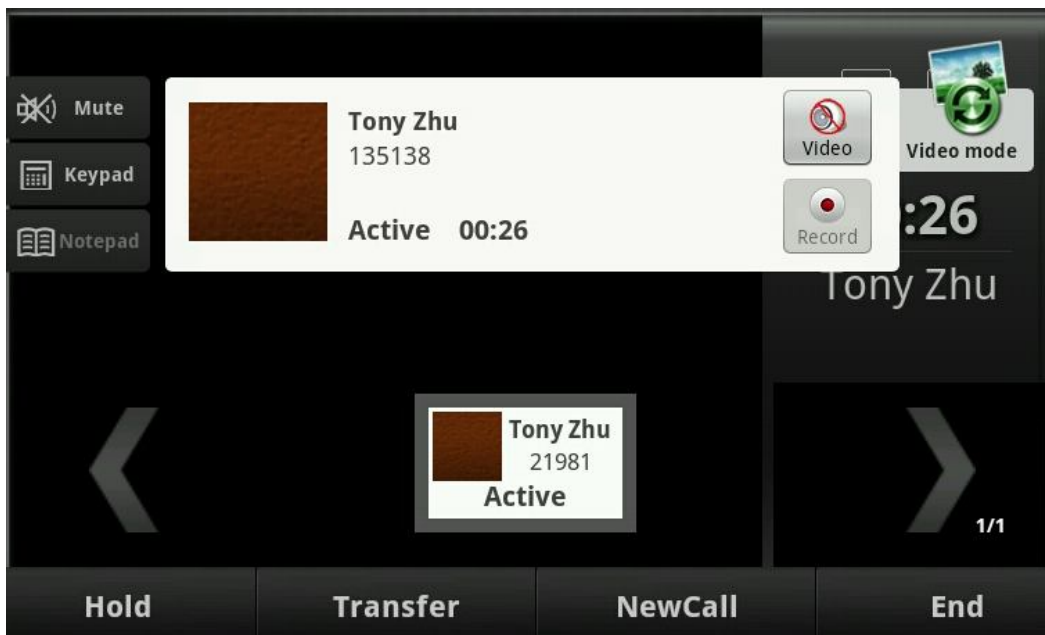 Mute
Keypad
Notepad
Tony Zhu
135138
Active 00:26
Video
Record
Video mode
:26
Tony Zhu
Tony Zhu
21981
Active
1/1
Hold
Transfer
NewCall
End